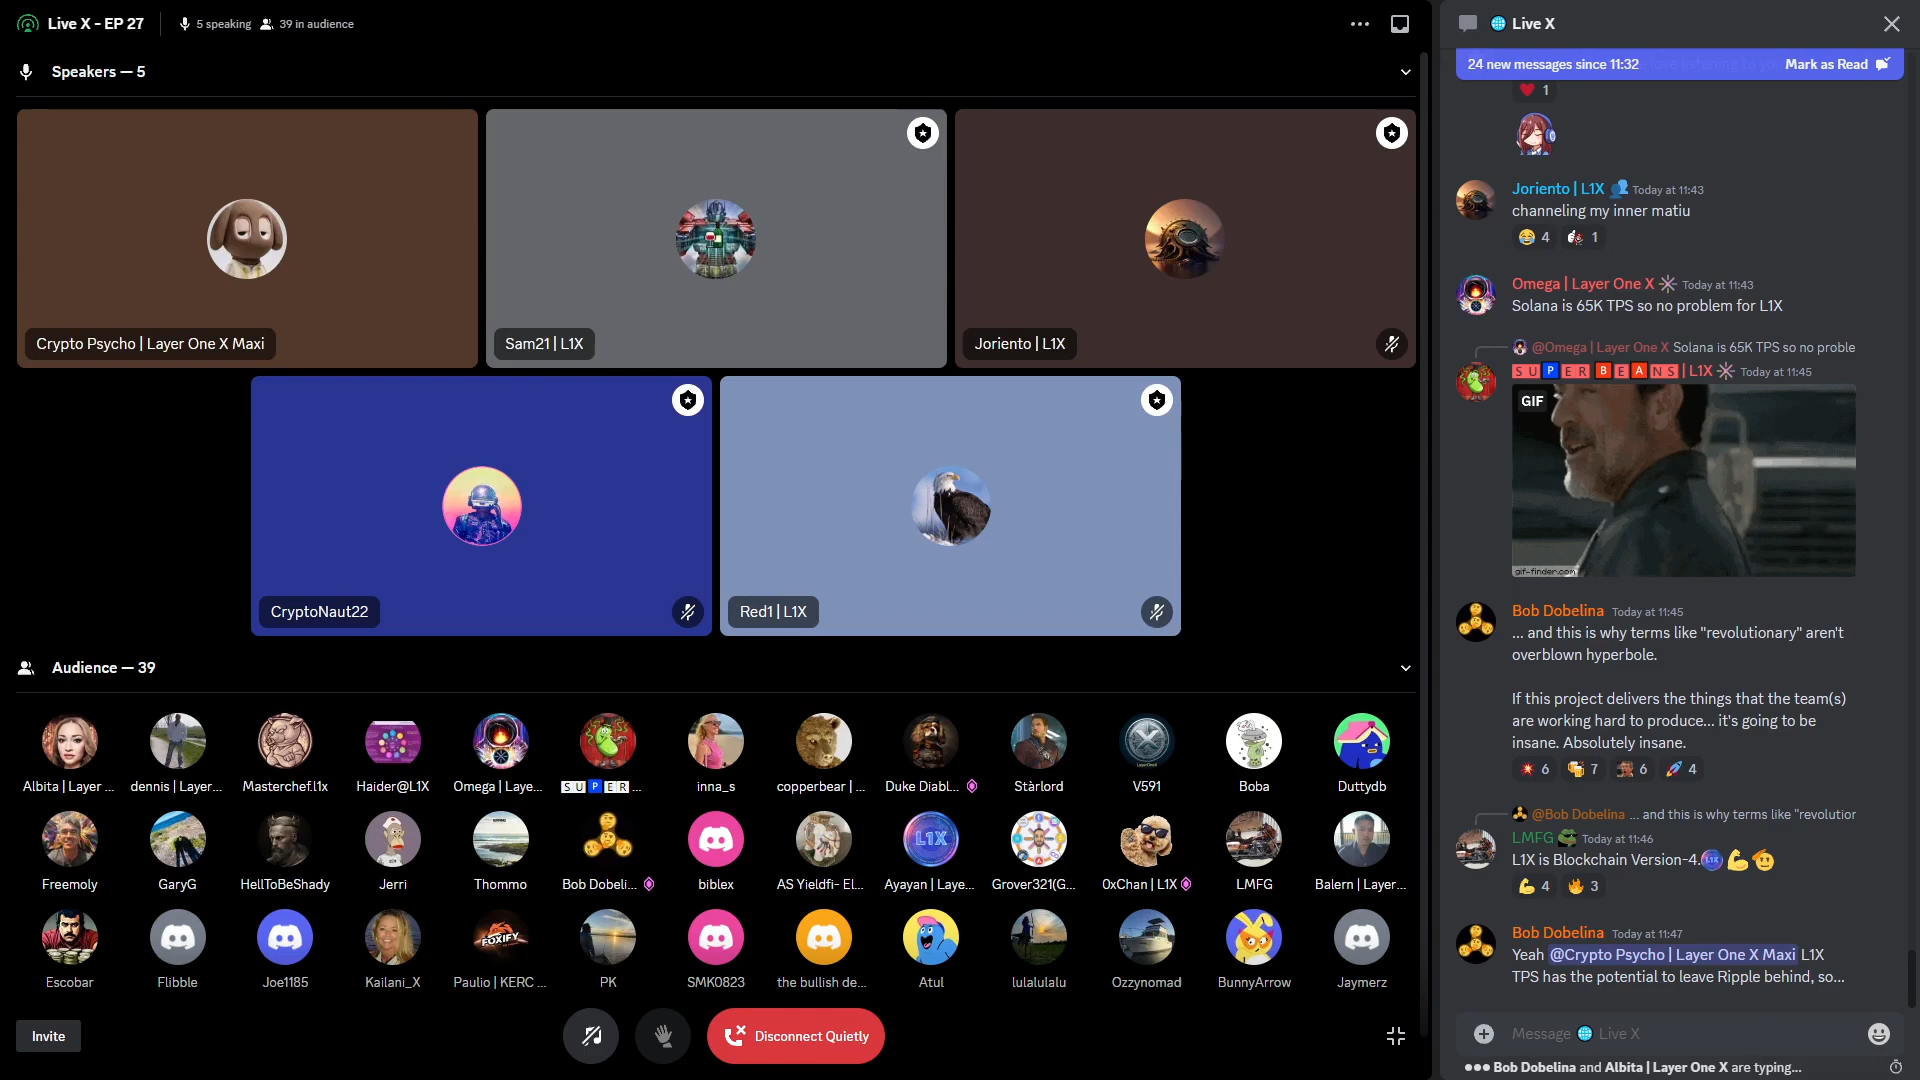 Live X - EP 27
5 speaking
39 in audience
Speakers — 5
Crypto Psycho | Layer One X Maxi
Sam21 | L1X
Joriento | L1X
CryptoNaut22
Red1 | L1X
Audience — 39
Albita | Layer ...
dennis | Layer...
Masterchef.l1x
Haider@L1X
Omega | Laye...
SUPER...
inna_s
copperbear | ...
Duke Diabl...
Stàrlord
V591
Boba
Duttydb
Freemoly
GaryG
HellToBeShady
Jerri
Thommo
Bob Dobeli...
biblex
AS Yieldfi- El...
Ayayan | Laye...
Grover321(G...
0xChan | L1X
LMFG
Balern | Layer...
L1X
Escobar
Flibble
Joe1185
Kailani_X
Paulio | KERC ...
PK
SMK0823
the bullish de...
Atul
lulalulalu
Ozzynomad
BunnyArrow
Jaymerz
FOXIFY
Invite
Disconnect Quietly
Live X
24 new messages since 11:32
Mark as Read
1
Joriento | L1X Today at 11:43
channeling my inner matiu
4 1
Omega | Layer One X Today at 11:43
Solana is 65K TPS so no problem for L1X
@Omega | Layer One X Solana is 65K TPS so no proble
SUPER BEANS | L1X Today at 11:45
GIF
gif-finder.com
Bob Dobelina Today at 11:45
... and this is why terms like "revolutionary" aren't
overblown hyperbole.
If this project delivers the things that the team(s)
are working hard to produce... it's going to be
insane. Absolutely insane.
6 7 6 4
@Bob Dobelina ... and this is why terms like "revolutior
LMFG Today at 11:46
L1X is Blockchain Version-4.
4 3
Bob Dobelina Today at 11:47
Yeah @Crypto Psycho | Layer One X Maxi L1X
TPS has the potential to leave Ripple behind, so...
Message Live X
Bob Dobelina and Albita | Layer One X are typing...